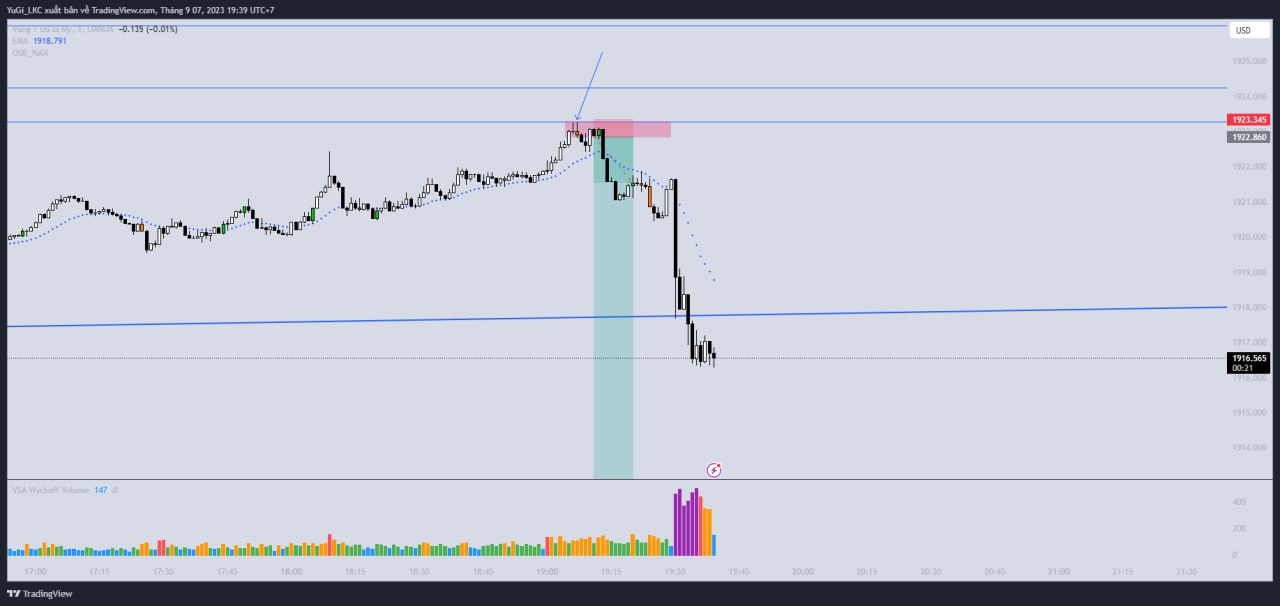 YuGi_LKC xuất bản về TradingView.com, Tháng 9 07, 2023 19:39 UTC+7
Vàng / Đô la Mỹ, 1, OANDA −0.135 (−0.01%)
EMA 1918.791
OSB_YuGi
USD
1925.000
1924.000
1923.345
1922.860
1922.000
1921.000
1920.000
1919.000
1918.000
1917.000
1916.565
00:21
1916.000
1915.000
1914.000
VSA Wyckoff Volume 147 Ø
400
200
0
17:00 17:15 17:30 17:45 18:00 18:15 18:30 18:45 19:00 19:15 19:30 19:45 20:00 20:15 20:30 20:45 21:00 21:15 21:30
TradingView